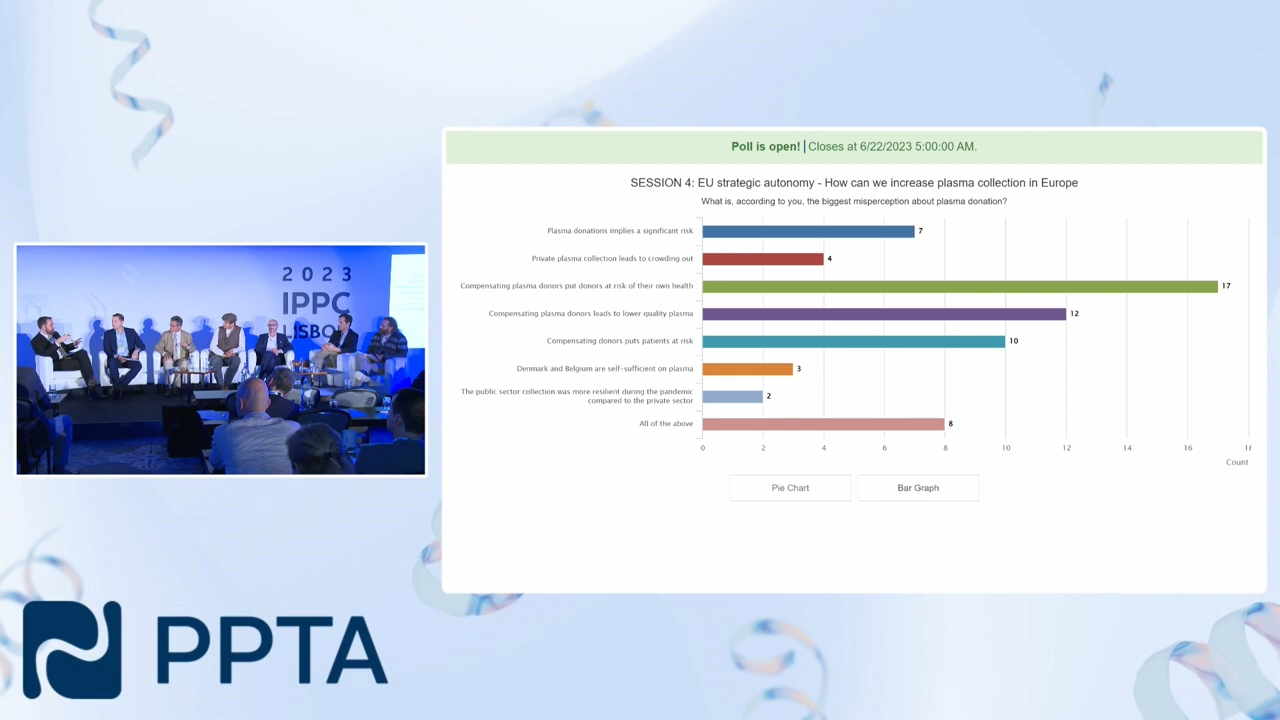 Poll is open! Closes at 6/22/2023 5:00:00 AM.
SESSION 4: EU strategic autonomy - How can we increase plasma collection in Europe
What is, according to you, the biggest misperception about plasma donation?
Plasma donations implies a significant risk
7
Private plasma collection leads to crowding out
4
Compensating plasma donors put donors at risk of their own health
17
Compensating plasma donors leads to lower quality plasma
12
Compensating donors puts patients at risk
10
Denmark and Belgium are self-sufficient on plasma
3
The public sector collection was more resilient during the pandemic
compared to the private sector
2
All of the above
8
0 2 4 6 8 10 12 14 16 18
Count
Pie Chart
Bar Graph
2023
IPPC
LISBO
PPTA